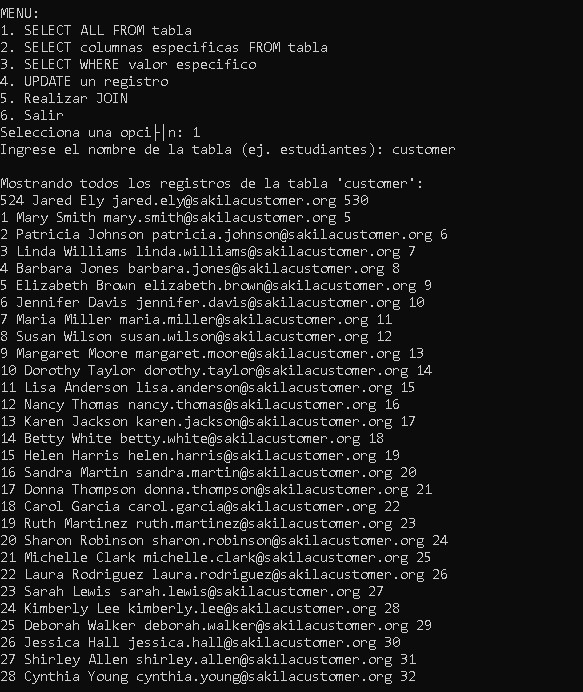 MENU:
1. SELECT ALL FROM tabla
2. SELECT columnas especificas FROM tabla
3. SELECT WHERE valor especifico
4. UPDATE un registro
5. Realizar JOIN
6. Salir
Selecciona una opci├│n: 1
Ingrese el nombre de la tabla (ej. estudiantes): customer
Mostrando todos los registros de la tabla 'customer':
524 Jared Ely jared.ely@sakilacustomer.org 530
1 Mary Smith mary.smith@sakilacustomer.org 5
2 Patricia Johnson patricia.johnson@sakilacustomer.org 6
3 Linda Williams linda.williams@sakilacustomer.org 7
4 Barbara Jones barbara.jones@sakilacustomer.org 8
5 Elizabeth Brown elizabeth.brown@sakilacustomer.org 9
6 Jennifer Davis jennifer.davis@sakilacustomer.org 10
7 Maria Miller maria.miller@sakilacustomer.org 11
8 Susan Wilson susan.wilson@sakilacustomer.org 12
9 Margaret Moore margaret.moore@sakilacustomer.org 13
10 Dorothy Taylor dorothy.taylor@sakilacustomer.org 14
11 Lisa Anderson lisa.anderson@sakilacustomer.org 15
12 Nancy Thomas nancy.thomas@sakilacustomer.org 16
13 Karen Jackson karen.jackson@sakilacustomer.org 17
14 Betty White betty.white@sakilacustomer.org 18
15 Helen Harris helen.harris@sakilacustomer.org 19
16 Sandra Martin sandra.martin@sakilacustomer.org 20
17 Donna Thompson donna.thompson@sakilacustomer.org 21
18 Carol Garcia carol.garcia@sakilacustomer.org 22
19 Ruth Martinez ruth.martinez@sakilacustomer.org 23
20 Sharon Robinson sharon.robinson@sakilacustomer.org 24
21 Michelle Clark michelle.clark@sakilacustomer.org 25
22 Laura Rodriguez laura.rodriguez@sakilacustomer.org 26
23 Sarah Lewis sarah.lewis@sakilacustomer.org 27
24 Kimberly Lee kimberly.lee@sakilacustomer.org 28
25 Deborah Walker deborah.walker@sakilacustomer.org 29
26 Jessica Hall jessica.hall@sakilacustomer.org 30
27 Shirley Allen shirley.allen@sakilacustomer.org 31
28 Cynthia Young cynthia.young@sakilacustomer.org 32